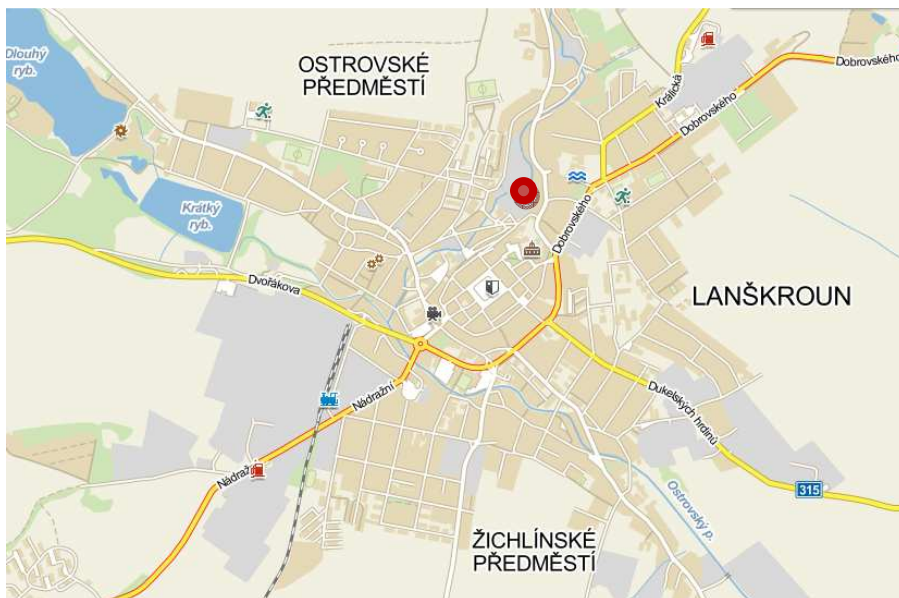 Dlouhý
ryb.
OSTROVSKÉ
PŘEDMĚSTÍ
Králická
Dobrovského
Dobrovského
Krátký
ryb.
Dobrovského
Dvořákova
LANŠKROUN
Nádražní
Dukelských hrdinů
Nádražní
315
Ostrovský p.
ŽICHLÍNSKÉ
PŘEDMĚSTÍ